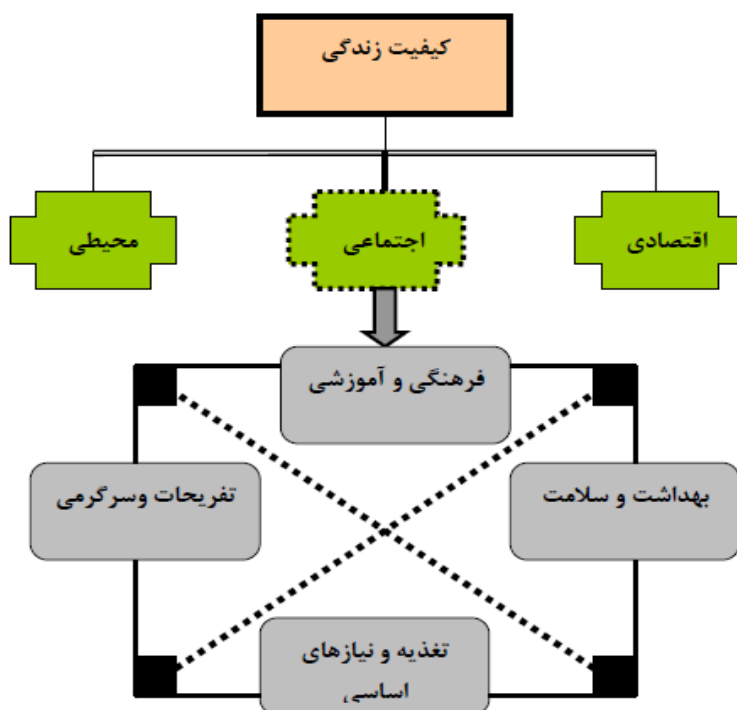 کیفیت زندگی
اقتصادی
اجتماعی
محیطی
فرهنگی و آموزشی
بهداشت و سلامت
تفریحات وسرگرمی
تغذیه و نیازهای
اساسی